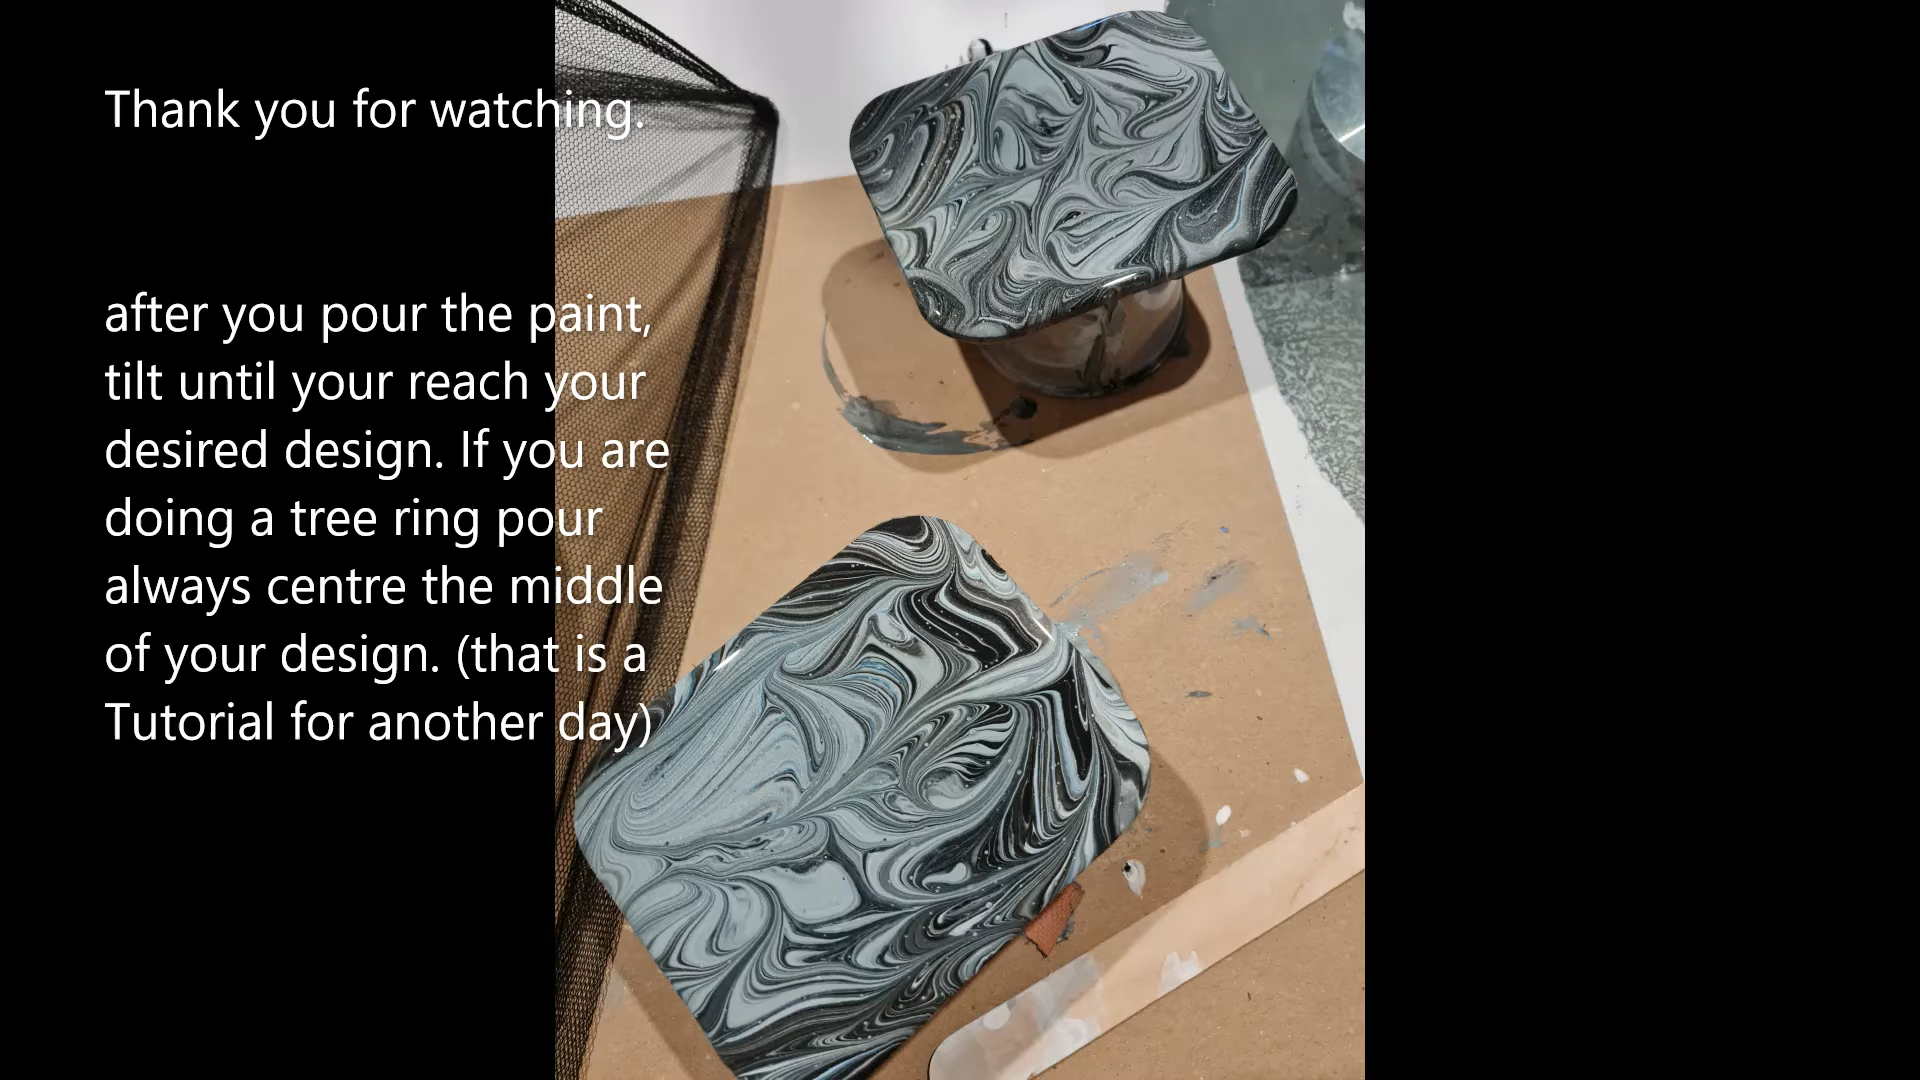 Thank you for watching.
after you pour the paint,
tilt until your reach your
desired design. If you are
doing a tree ring pour
always centre the middle
of your design. (that is a
Tutorial for another day)